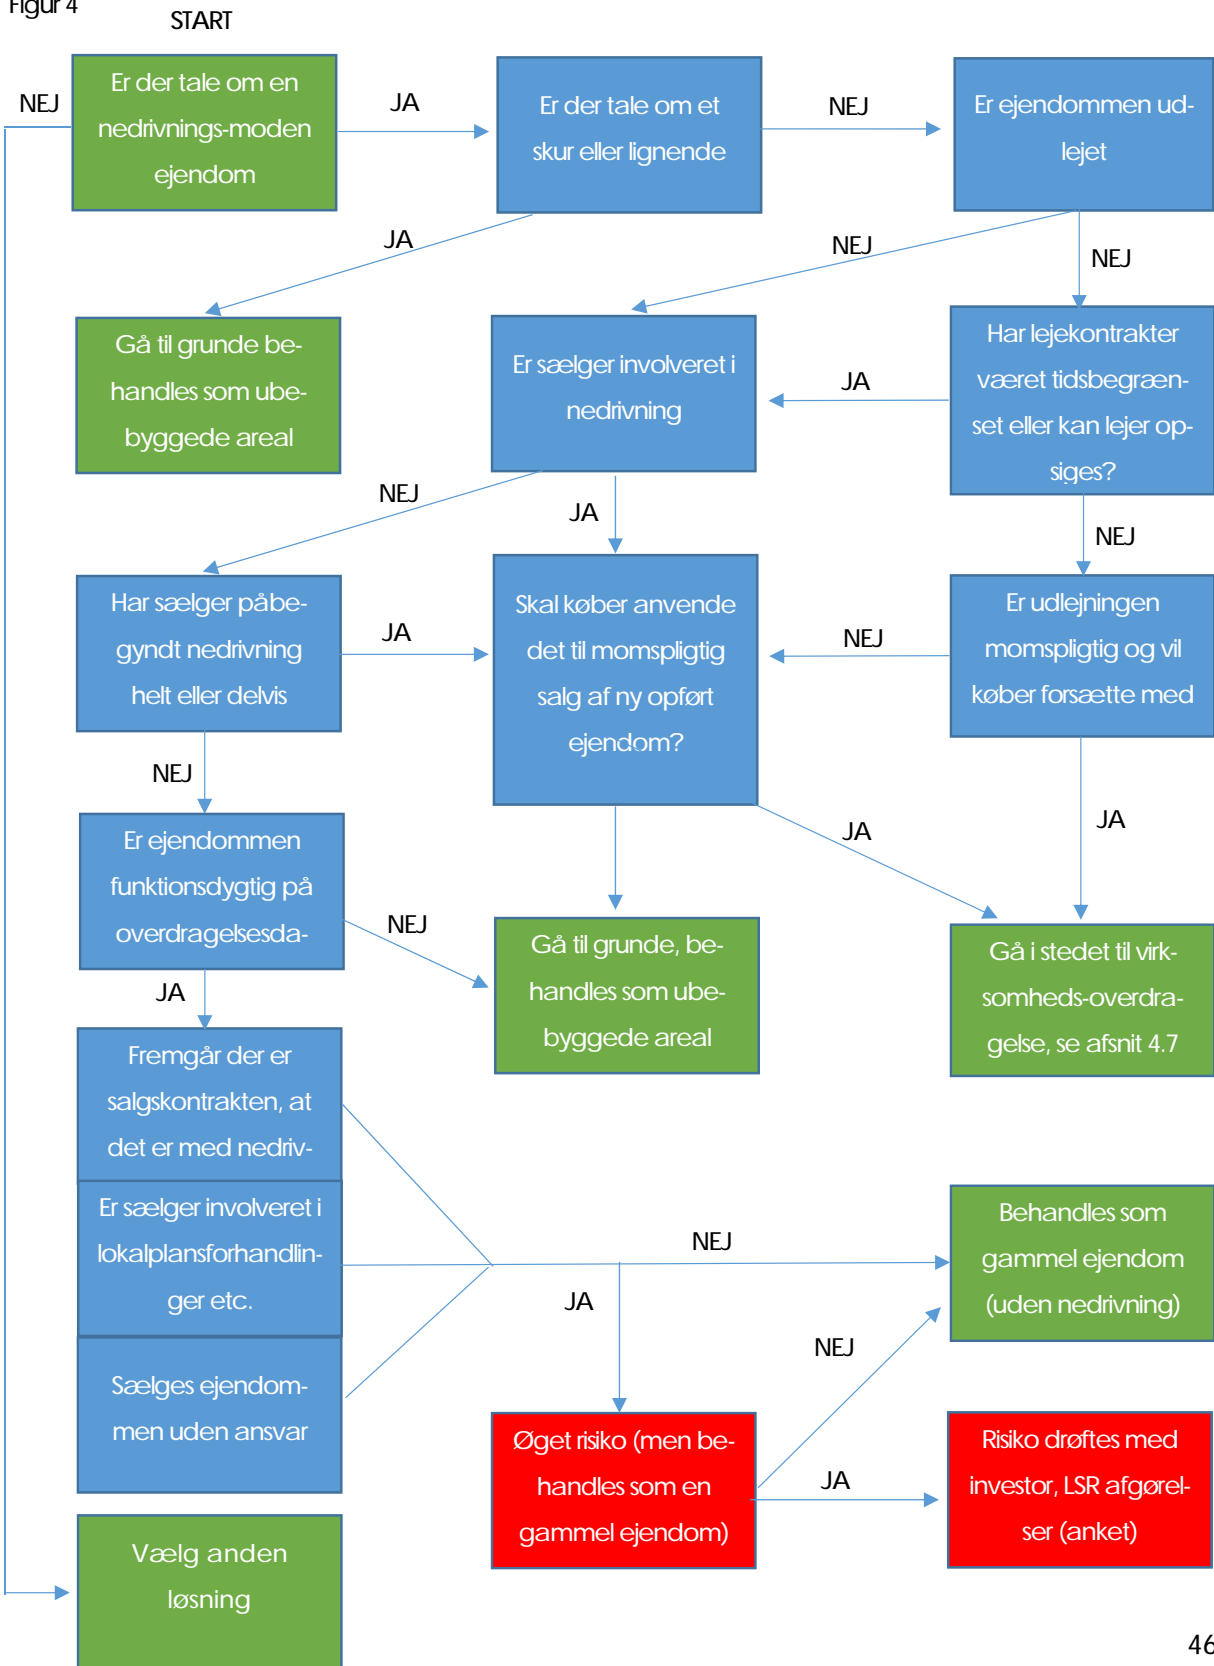 Figur 4
START
Er der tale om en
nedrivnings-moden
ejendom
NEJ
JA
Er der tale om et
skur eller lignende
NEJ
Er ejendommen ud-
lejet
JA
NEJ
NEJ
Gå til grunde be-
handles som ube-
byggede areal
Er sælger involveret i
nedrivning
JA
Har lejekontrakter
været tidsbegræn-
set eller kan lejer op-
siges?
NEJ
JA
NEJ
Har sælger påbe-
gyndt nedrivning
helt eller delvis
JA
Skal køber anvende
det til momspligtig
salg af ny opført
ejendom?
NEJ
Er udlejningen
momspligtig og vil
køber forsætte med
NEJ
JA
JA
Er ejendommen
funktionsdygtig på
overdragelsesda-
NEJ
Gå til grunde, be-
handles som ube-
byggede areal
Gå i stedet til virk-
somheds-overdra-
gelse, se afsnit 4.7
JA
Fremgår der er
salgskontrakten, at
det er med nedriv-
Er sælger involveret i
lokalplansforhandlin-
ger etc.
Sælges ejendom-
men uden ansvar
NEJ
JA
Behandles som
gammel ejendom
(uden nedrivning)
NEJ
Øget risiko (men be-
handles som en
gammel ejendom)
JA
Risiko drøftes med
investor, LSR afgørel-
ser (anket)
Vælg anden
løsning
46